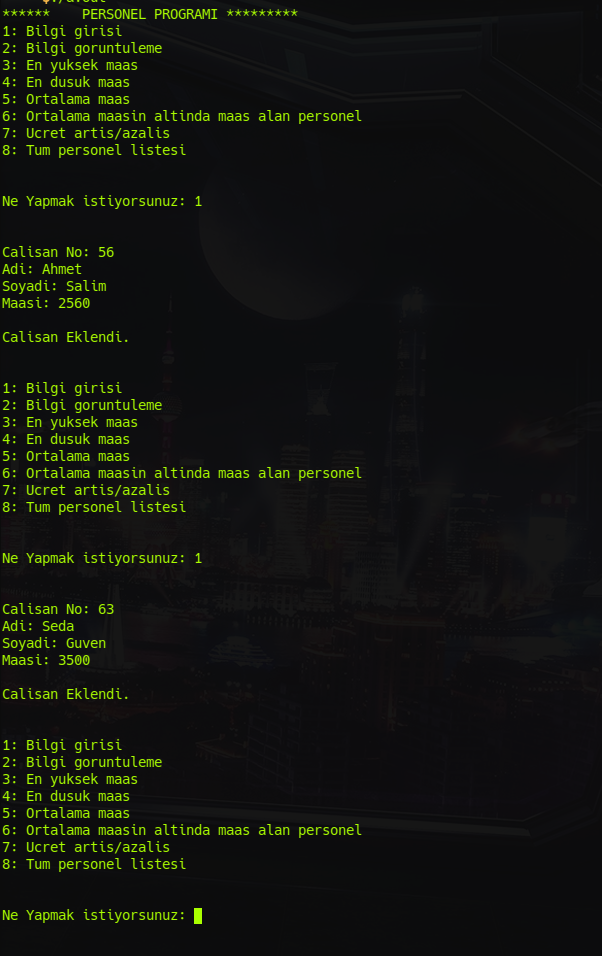 $./a.out
******    PERSONEL PROGRAMI *********
1: Bilgi girisi
2: Bilgi goruntuleme
3: En yuksek maas
4: En dusuk maas
5: Ortalama maas
6: Ortalama maasin altinda maas alan personel
7: Ucret artis/azalis
8: Tum personel listesi
Ne Yapmak istiyorsunuz: 1
Calisan No: 56
Adi: Ahmet
Soyadi: Salim
Maasi: 2560
Calisan Eklendi.
1: Bilgi girisi
2: Bilgi goruntuleme
3: En yuksek maas
4: En dusuk maas
5: Ortalama maas
6: Ortalama maasin altinda maas alan personel
7: Ucret artis/azalis
8: Tum personel listesi
Ne Yapmak istiyorsunuz: 1
Calisan No: 63
Adi: Seda
Soyadi: Guven
Maasi: 3500
Calisan Eklendi.
1: Bilgi girisi
2: Bilgi goruntuleme
3: En yuksek maas
4: En dusuk maas
5: Ortalama maas
6: Ortalama maasin altinda maas alan personel
7: Ucret artis/azalis
8: Tum personel listesi
Ne Yapmak istiyorsunuz: